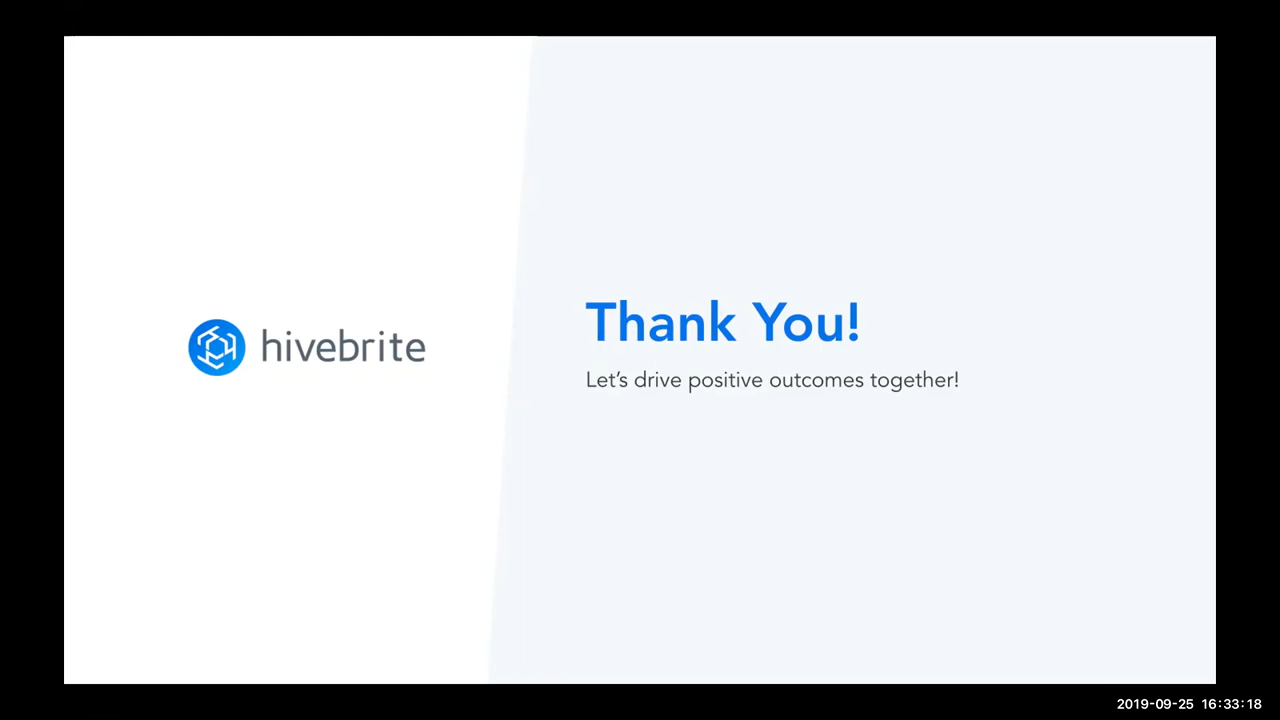 hivebrite
Thank You!
Let’s drive positive outcomes together!
2019-09-25 16:33:18